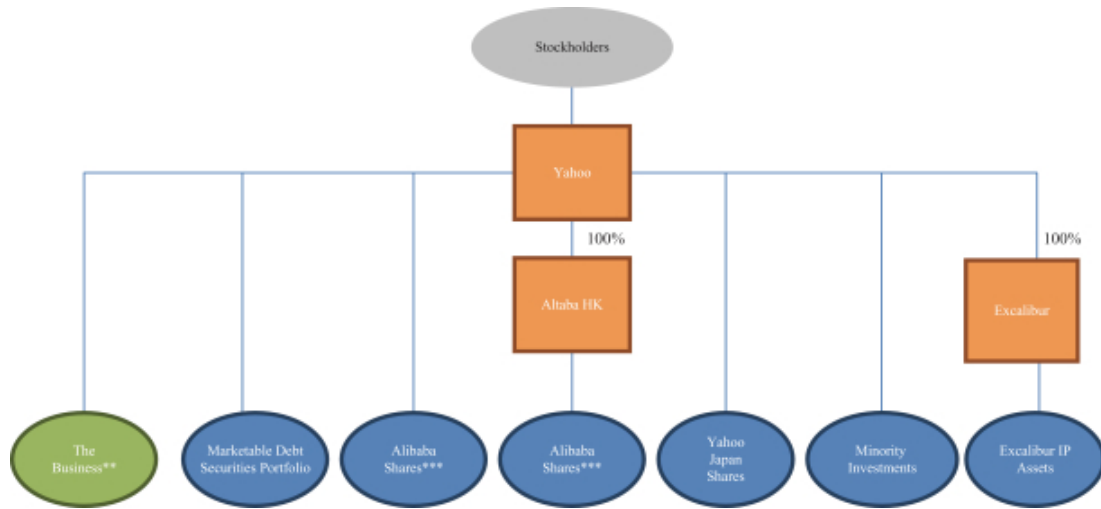 Stockholders
Yahoo
100%
100%
Altaba HK
Excalibur
The
Business**
Marketable Debt
Securities Portfolio
Alibaba
Shares***
Alibaba
Shares***
Yahoo
Japan
Shares
Minority
Investments
Excalibur IP
Assets